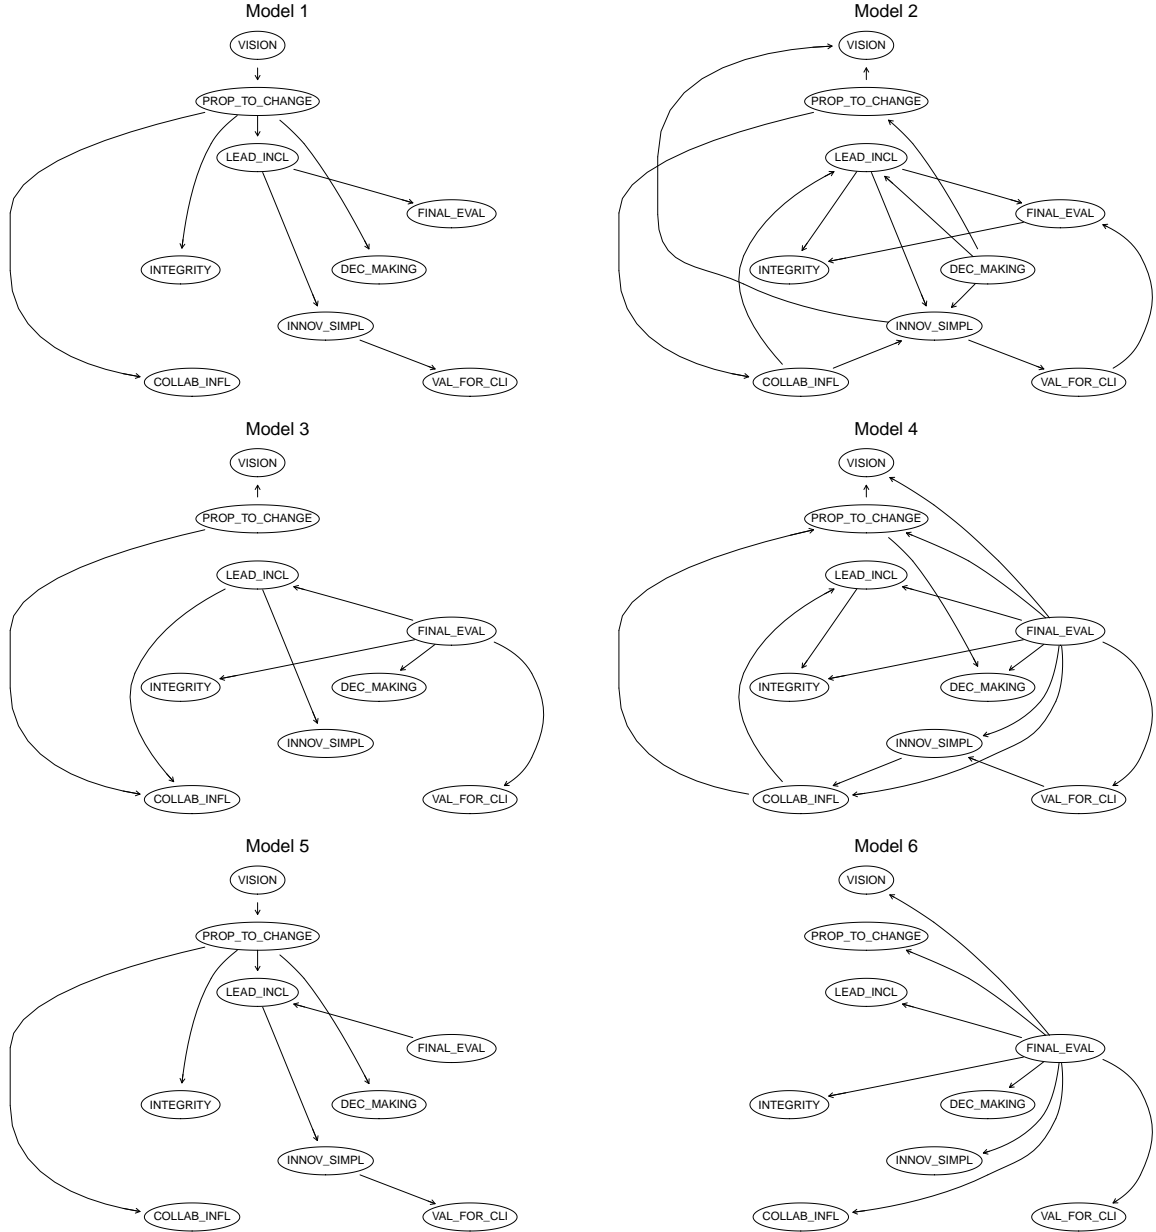 Model 1
VISION
PROP_TO_CHANGE
LEAD_INCL
FINAL_EVAL
INTEGRITY
DEC_MAKING
INNOV_SIMPL
COLLAB_INFL
VAL_FOR_CLI
Model 2
VISION
PROP_TO_CHANGE
LEAD_INCL
FINAL_EVAL
INTEGRITY
DEC_MAKING
INNOV_SIMPL
COLLAB_INFL
VAL_FOR_CLI
Model 3
VISION
PROP_TO_CHANGE
LEAD_INCL
FINAL_EVAL
INTEGRITY
DEC_MAKING
INNOV_SIMPL
COLLAB_INFL
VAL_FOR_CLI
Model 4
VISION
PROP_TO_CHANGE
LEAD_INCL
FINAL_EVAL
INTEGRITY
DEC_MAKING
INNOV_SIMPL
COLLAB_INFL
VAL_FOR_CLI
Model 5
VISION
PROP_TO_CHANGE
LEAD_INCL
FINAL_EVAL
INTEGRITY
DEC_MAKING
INNOV_SIMPL
COLLAB_INFL
VAL_FOR_CLI
Model 6
VISION
PROP_TO_CHANGE
LEAD_INCL
FINAL_EVAL
INTEGRITY
DEC_MAKING
INNOV_SIMPL
COLLAB_INFL
VAL_FOR_CLI